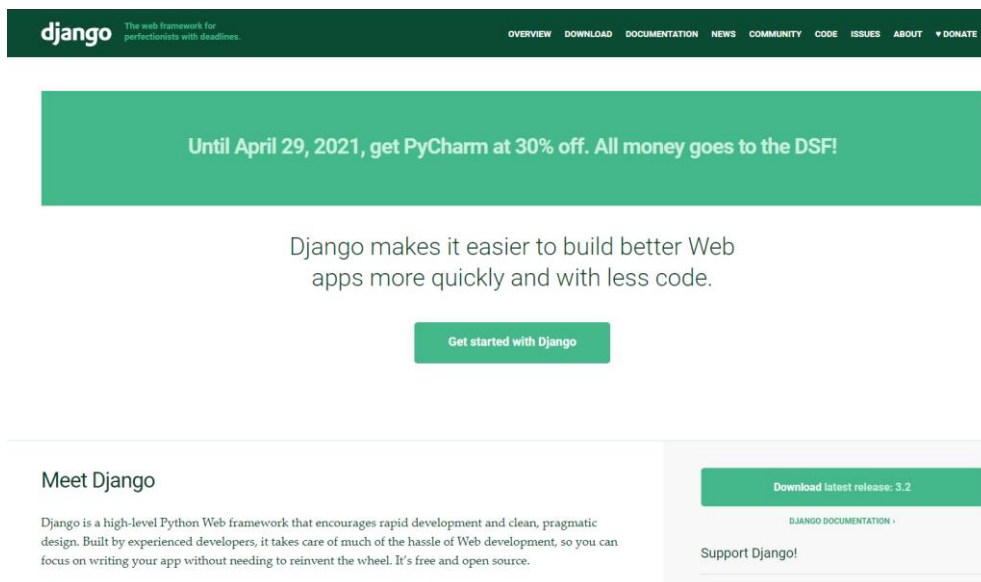 django
The web framework for
perfectionists with deadlines.
OVERVIEW DOWNLOAD DOCUMENTATION NEWS COMMUNITY CODE ISSUES ABOUT ♥ DONATE
Until April 29, 2021, get PyCharm at 30% off. All money goes to the DSF!
Django makes it easier to build better Web
apps more quickly and with less code.
Get started with Django
Meet Django
Django is a high-level Python Web framework that encourages rapid development and clean, pragmatic
design. Built by experienced developers, it takes care of much of the hassle of Web development, so you can
focus on writing your app without needing to reinvent the wheel. It's free and open source.
Download latest release: 3.2
DJANGO DOCUMENTATION ›
Support Django!